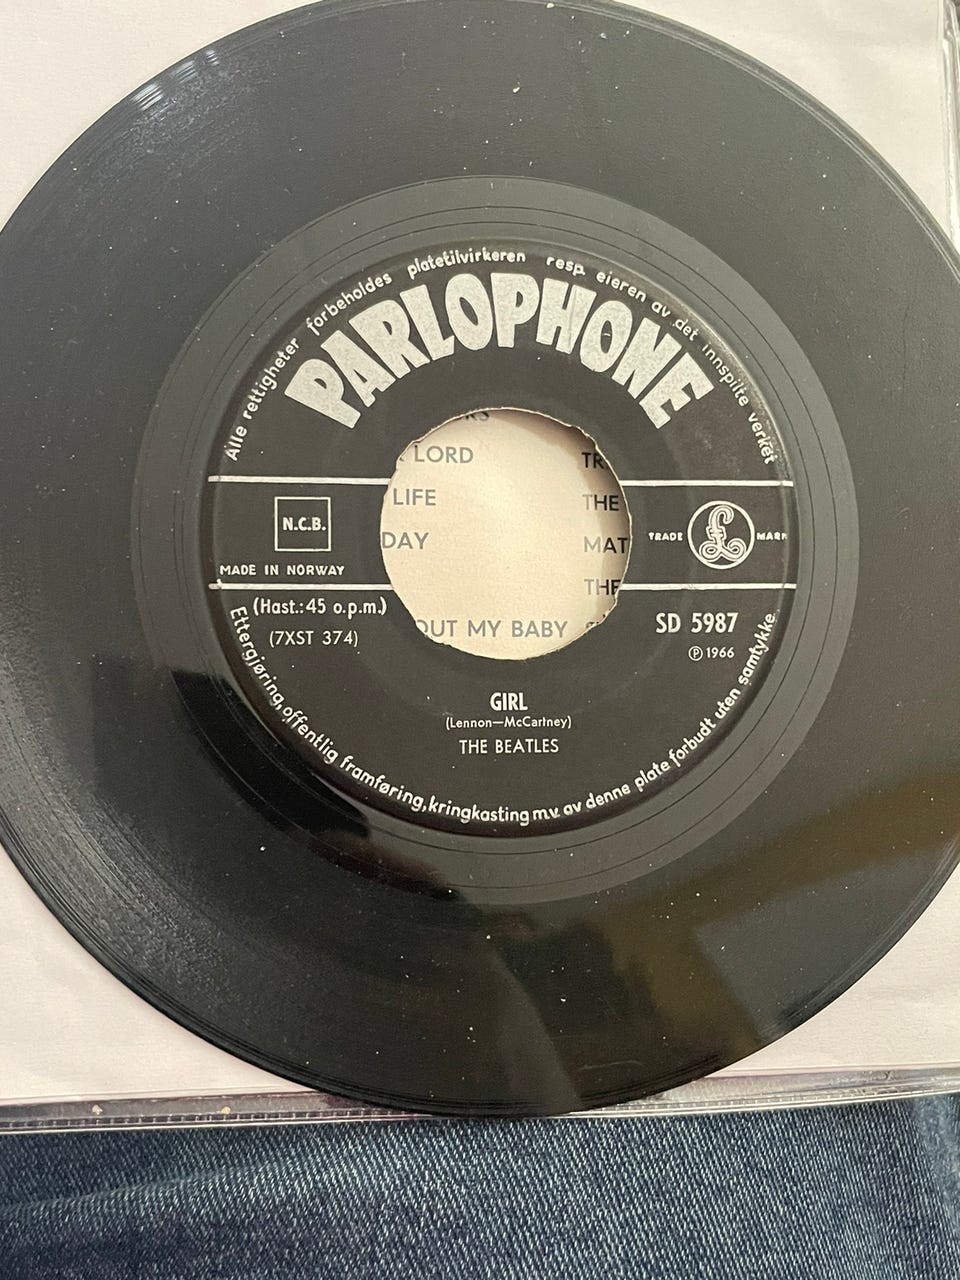 Alle rettigheter forbeholdes platetilvirkeren resp. eieren av det innspilte verket
PARLOPHONE
LORD
TR
LIFE
THE
N.C.B.
DAY
MAT
TRADE
£
MARK
MADE IN NORWAY
THE
(Hast.:45 o.p.m.)
OUT MY BABY
SD 5987
(7XST 374)
℗ 1966
GIRL
(Lennon—McCartney)
THE BEATLES
Ettergjøring, offentlig framføring, kringkasting mv. av denne plate forbudt uten samtykke.